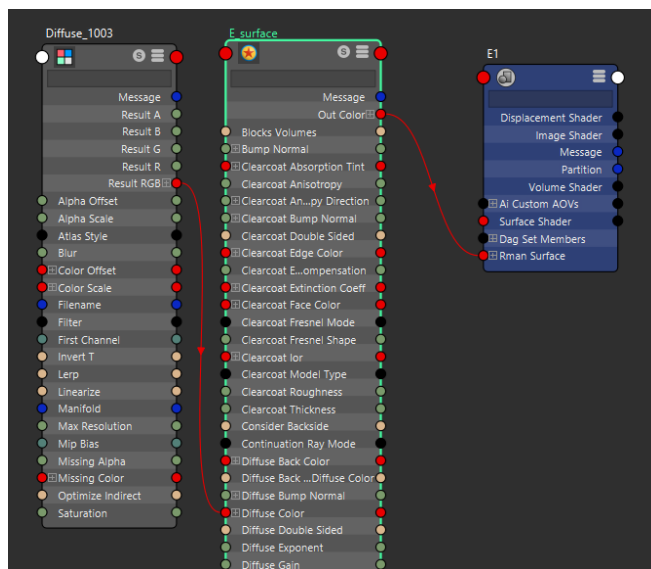 Diffuse_1003
Message
Result A
Result B
Result G
Result R
Result RGB
Alpha Offset
Alpha Scale
Atlas Style
Blur
Color Offset
Color Scale
Filename
Filter
First Channel
Invert T
Lerp
Linearize
Manifold
Max Resolution
Mip Bias
Missing Alpha
Missing Color
Optimize Indirect
Saturation
E_surface
Message
Out Color
Blocks Volumes
Bump Normal
Clearcoat Absorption Tint
Clearcoat Anisotropy
Clearcoat An...py Direction
Clearcoat Bump Normal
Clearcoat Double Sided
Clearcoat Edge Color
Clearcoat E...ompensation
Clearcoat Extinction Coeff
Clearcoat Face Color
Clearcoat Fresnel Mode
Clearcoat Fresnel Shape
Clearcoat Ior
Clearcoat Model Type
Clearcoat Roughness
Clearcoat Thickness
Consider Backside
Continuation Ray Mode
Diffuse Back Color
Diffuse Back ...Diffuse Color
Diffuse Bump Normal
Diffuse Color
Diffuse Double Sided
Diffuse Exponent
Diffuse Gain
E1
Displacement Shader
Image Shader
Message
Partition
Volume Shader
Ai Custom AOVs
Surface Shader
Dag Set Members
Rman Surface